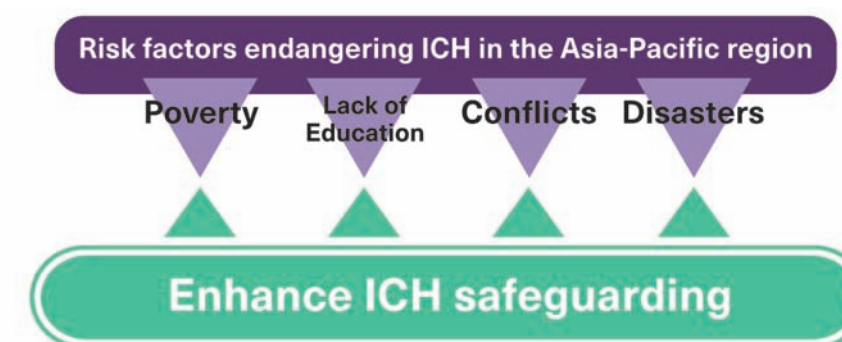 Risk factors endangering ICH in the Asia-Pacific region
Poverty
Lack of
Education
Conflicts
Disasters
Enhance ICH safeguarding